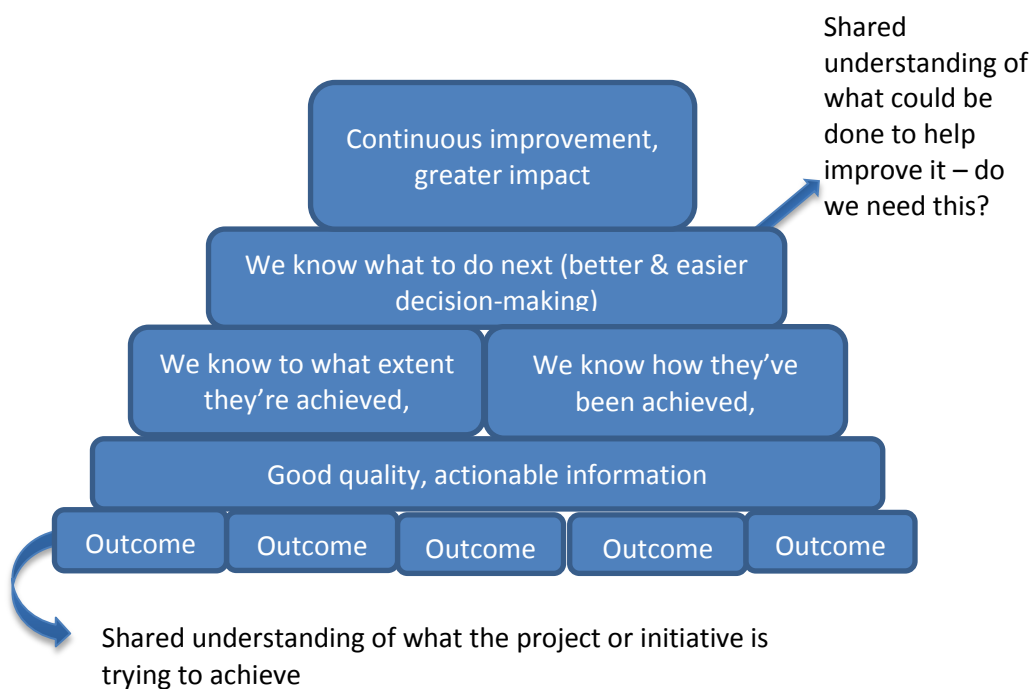 Shared
understanding of
what could be
done to help
improve it – do
we need this?
Continuous improvement,
greater impact
We know what to do next (better & easier
decision-making)
We know to what extent
they’re achieved,
We know how they’ve
been achieved,
Good quality, actionable information
Outcome
Outcome
Outcome
Outcome
Outcome
Shared understanding of what the project or initiative is
trying to achieve